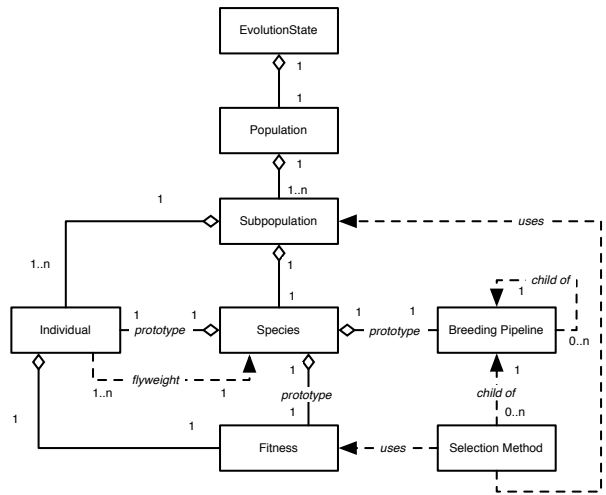 EvolutionState
1
1
Population
1
1..n
1
Subpopulation
uses
1
1..n
1
child of
1
1
1
1
1
Individual
prototype
Species
prototype
Breeding Pipeline
0..n
flyweight
1..n
1
1
1
prototype
child of
1
1
1
0..n
Fitness
uses
Selection Method